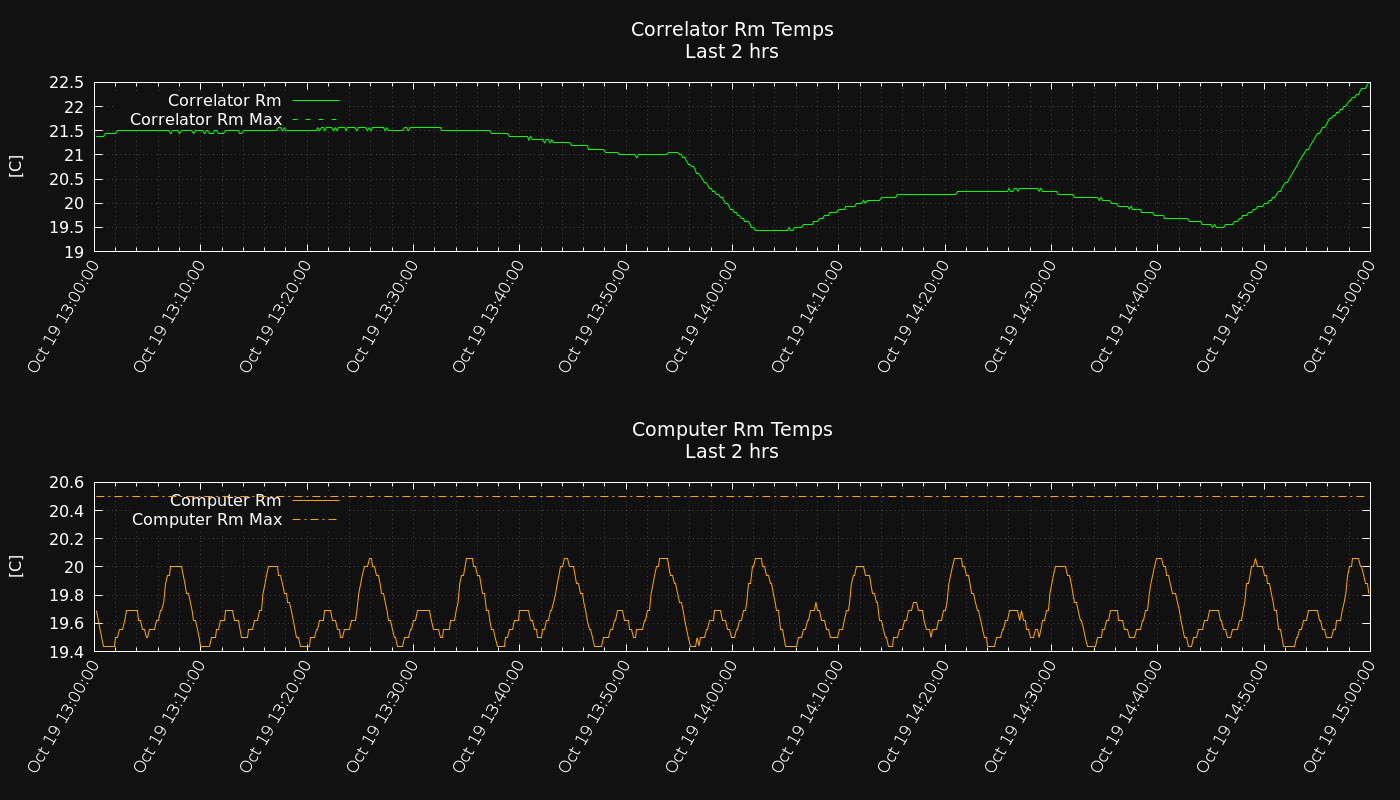 Correlator Rm Temps
Last 2 hrs
22.5
22
21.5
21
20.5
20
19.5
19
[C]
Correlator Rm
Correlator Rm Max
Oct 19 13:00:00
Oct 19 13:10:00
Oct 19 13:20:00
Oct 19 13:30:00
Oct 19 13:40:00
Oct 19 13:50:00
Oct 19 14:00:00
Oct 19 14:10:00
Oct 19 14:20:00
Oct 19 14:30:00
Oct 19 14:40:00
Oct 19 14:50:00
Oct 19 15:00:00
Computer Rm Temps
Last 2 hrs
20.6
20.4
20.2
20
19.8
19.6
19.4
[C]
Computer Rm
Computer Rm Max
Oct 19 13:00:00
Oct 19 13:10:00
Oct 19 13:20:00
Oct 19 13:30:00
Oct 19 13:40:00
Oct 19 13:50:00
Oct 19 14:00:00
Oct 19 14:10:00
Oct 19 14:20:00
Oct 19 14:30:00
Oct 19 14:40:00
Oct 19 14:50:00
Oct 19 15:00:00